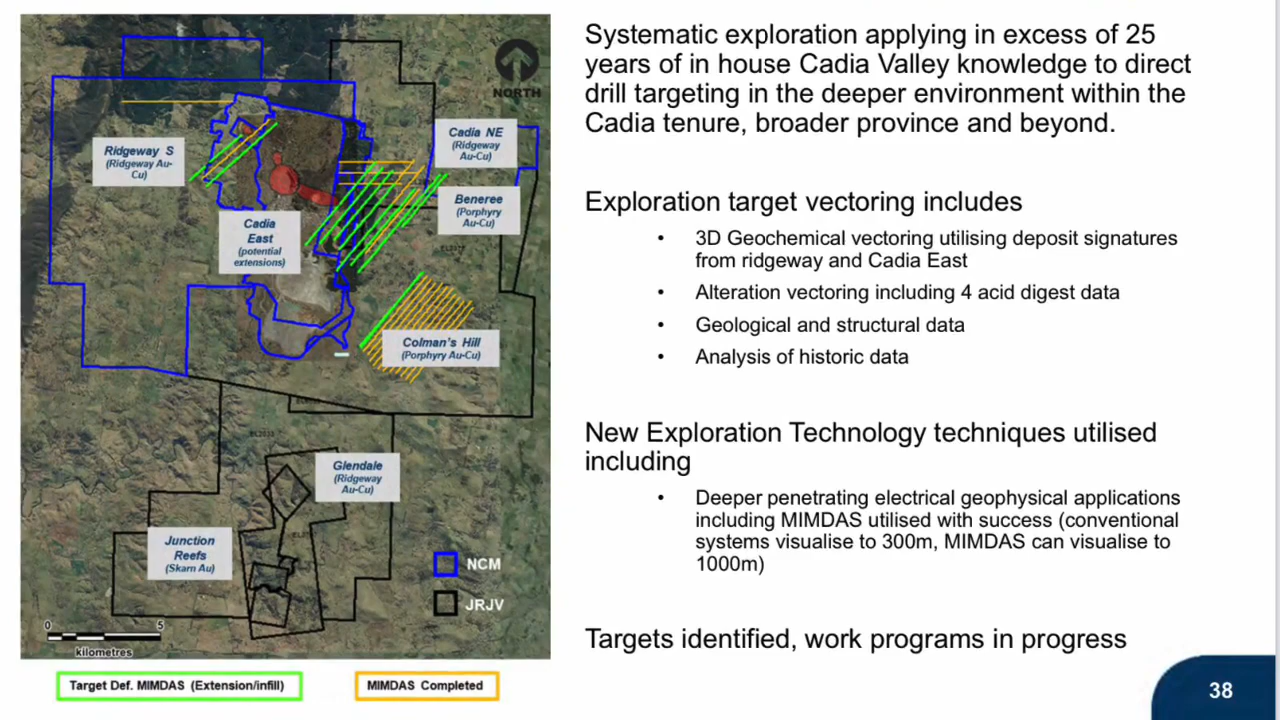 NORTH
Cadia NE
(Ridgeway
Au-Cu)
Ridgeway S
(Ridgeway Au-
Cu)
Beneree
(Porphyry
Au-Cu)
Cadia
East
(potential
extensions)
Colman's Hill
(Porphyry Au-Cu)
Glendale
(Ridgeway
Au-Cu)
Junction
Reefs
(Skarn Au)
NCM
JRJV
0 5
kilometres
Target Def. MIMDAS (Extension/infill)
MIMDAS Completed
Systematic exploration applying in excess of 25
years of in house Cadia Valley knowledge to direct
drill targeting in the deeper environment within the
Cadia tenure, broader province and beyond.
Exploration target vectoring includes
• 3D Geochemical vectoring utilising deposit signatures
from ridgeway and Cadia East
• Alteration vectoring including 4 acid digest data
• Geological and structural data
• Analysis of historic data
New Exploration Technology techniques utilised
including
• Deeper penetrating electrical geophysical applications
including MIMDAS utilised with success (conventional
systems visualise to 300m, MIMDAS can visualise to
1000m)
Targets identified, work programs in progress
38